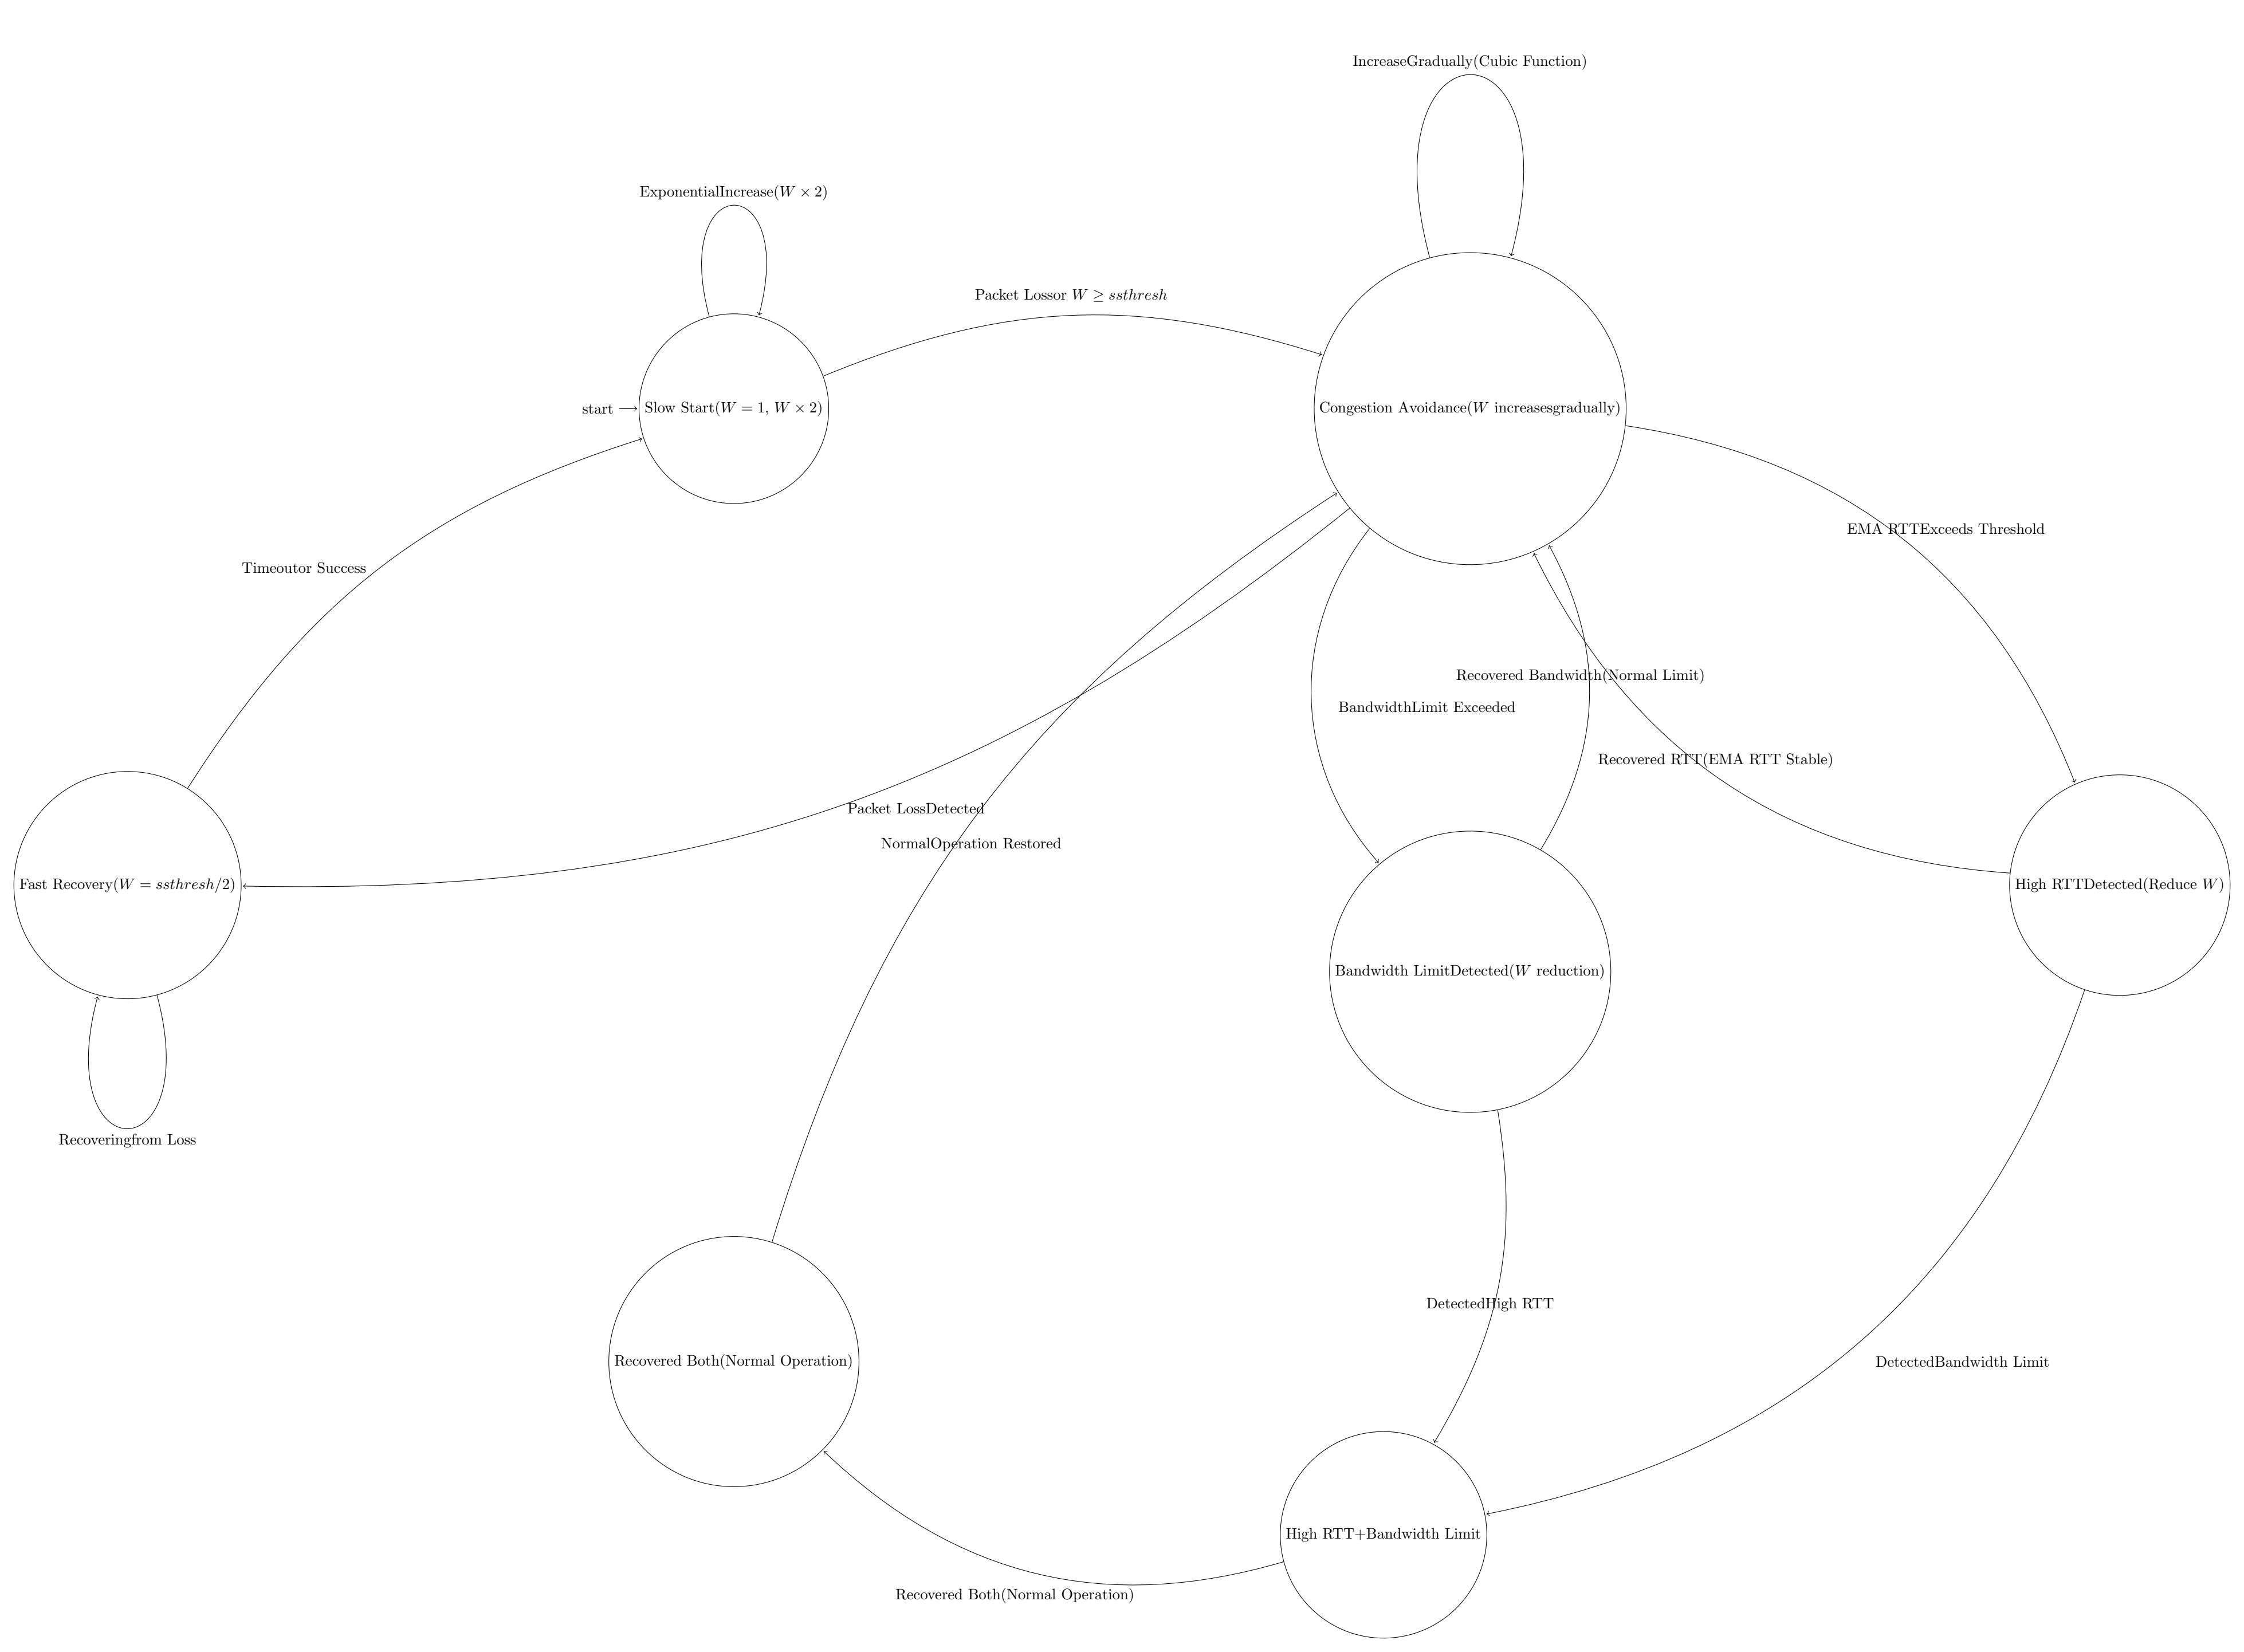 IncreaseGradually(Cubic Function)
ExponentialIncrease(W × 2)
Packet Lossor W ≥ ssthresh
start
Slow Start(W = 1, W × 2)
Congestion Avoidance(W increasesgradually)
EMA RTTExceeds Threshold
Timeoutor Success
Recovered Bandwidth(Normal Limit)
BandwidthLimit Exceeded
Recovered RTT(EMA RTT Stable)
Packet LossDetected
NormalOperation Restored
Fast Recovery(W = ssthresh/2)
High RTTDetected(Reduce W)
Bandwidth LimitDetected(W reduction)
Recoveringfrom Loss
DetectedHigh RTT
Recovered Both(Normal Operation)
DetectedBandwidth Limit
High RTT+Bandwidth Limit
Recovered Both(Normal Operation)